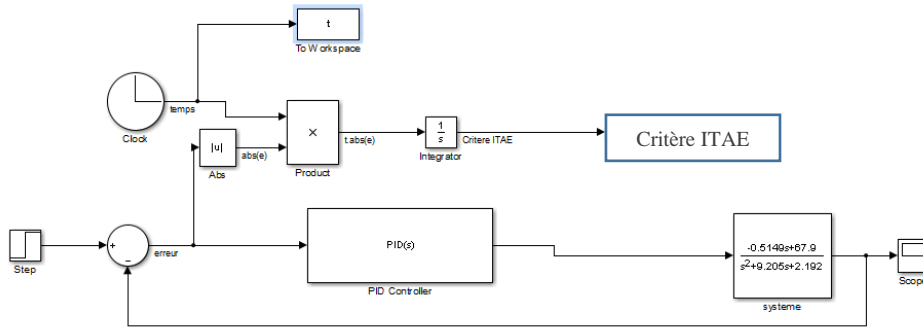 t
To Workspace
temps
Clock
|u|
abs(e)
Abs
×
Product
t.abs(e)
1
s
Integrator
Critere ITAE
Critère ITAE
Step
+
−
erreur
PID(s)
PID Controller
-0.5149s+67.9
s²+9.205s+2.192
systeme
Scope